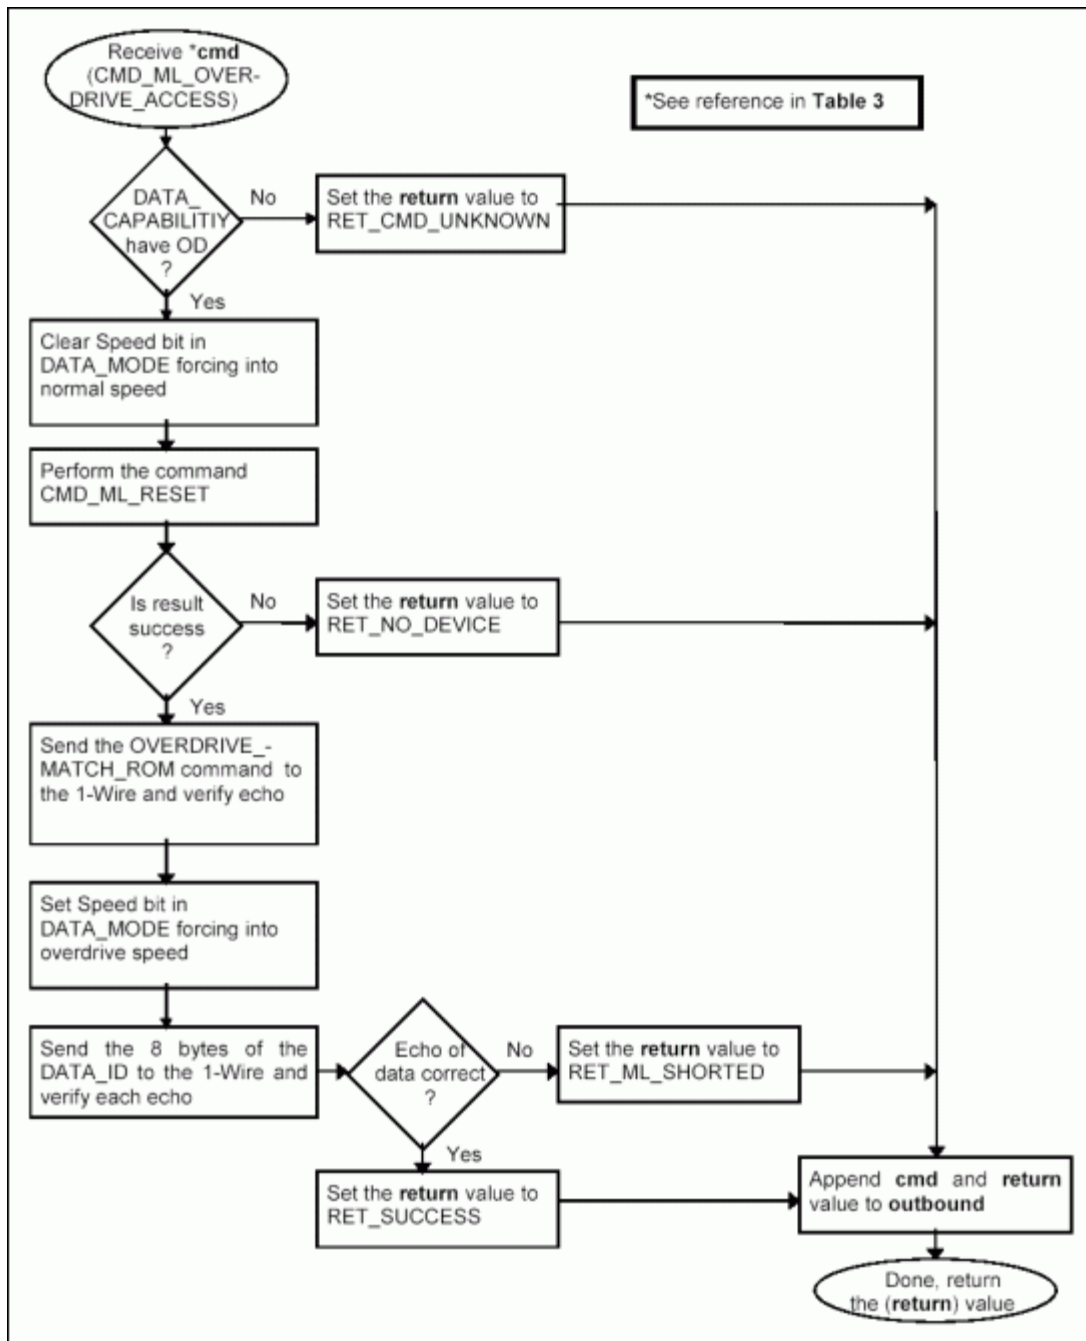 Receive *cmd
(CMD_ML_OVER-
DRIVE_ACCESS)
*See reference in Table 3
DATA_
CAPABILITIY
have OD
?
No
Set the return value to
RET_CMD_UNKNOWN
Yes
Clear Speed bit in
DATA_MODE forcing into
normal speed
Perform the command
CMD_ML_RESET
Is result
success
?
No
Set the return value to
RET_NO_DEVICE
Yes
Send the OVERDRIVE_-
MATCH_ROM command to
the 1-Wire and verify echo
Set Speed bit in
DATA_MODE forcing into
overdrive speed
Send the 8 bytes of the
DATA_ID to the 1-Wire and
verify each echo
Echo of
data correct
?
No
Set the return value to
RET_ML_SHORTED
Yes
Set the return value to
RET_SUCCESS
Append cmd and return
value to outbound
Done, return
the (return) value